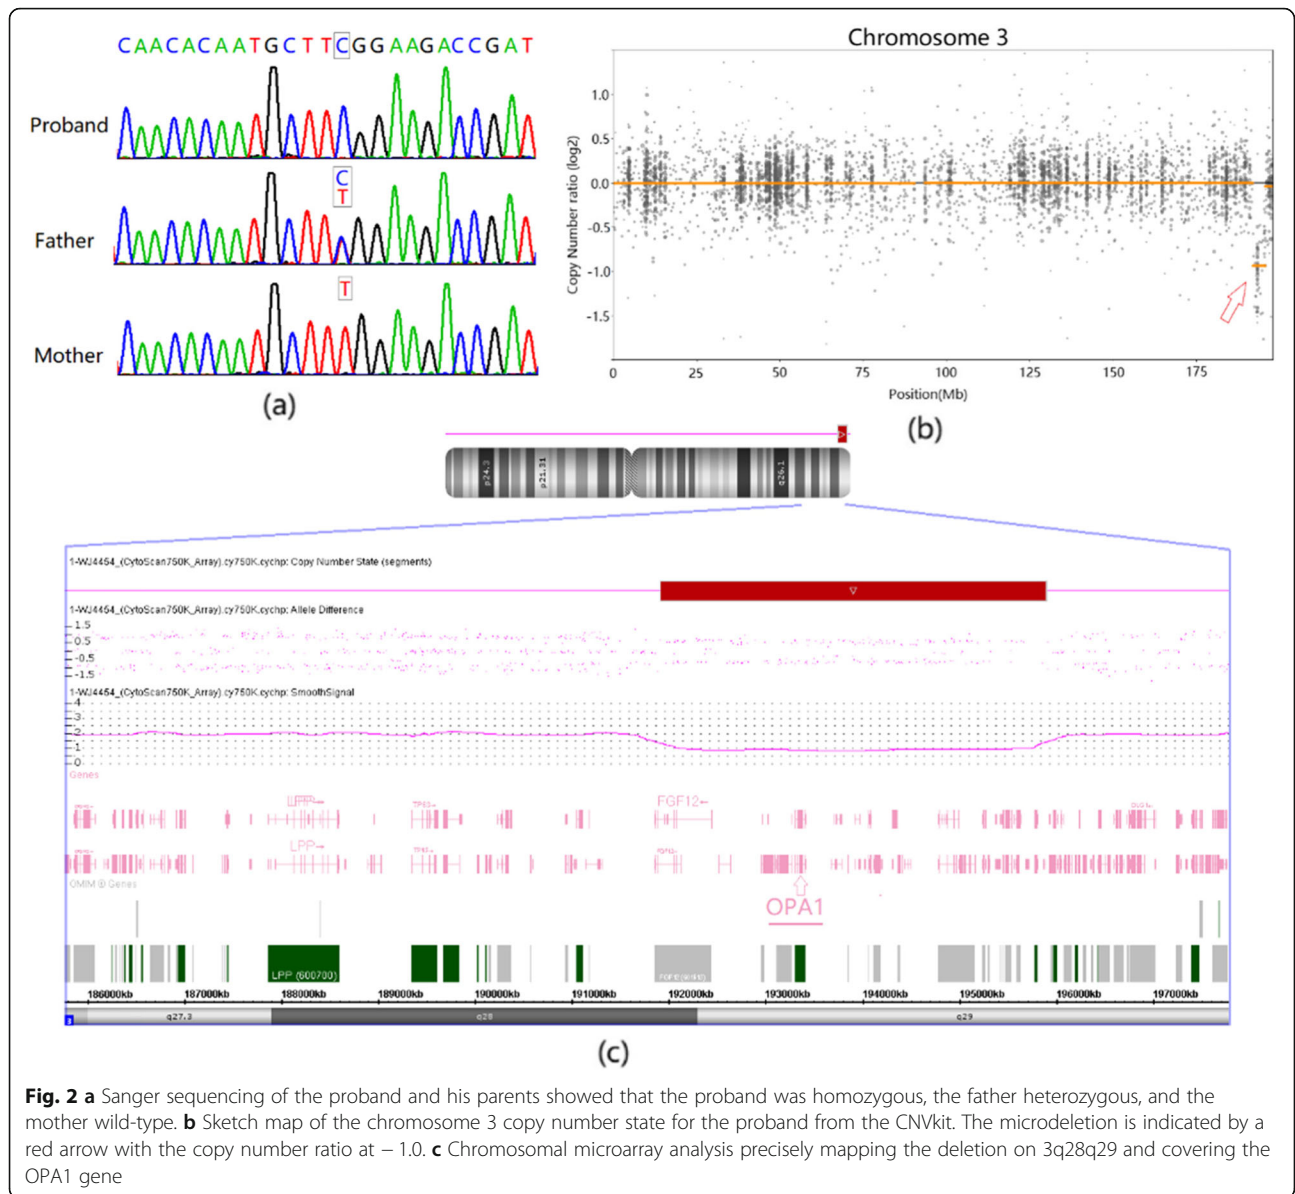 CAACACAATGCTTCGGAAGACCGAT
Proband
C
T
Father
T
Mother
(a)
Chromosome 3
Copy Number ratio (log2)
1.0
0.5
0.0
-0.5
-1.0
-1.5
0 25 50 75 100 125 150 175
Position(Mb)
(b)
p24.3 p21.31 q26.1
1-WJ4454_(CytoScan750K_Array).cy750K.cychp: Copy Number State (segments)
1-WJ4454_(CytoScan750K_Array).cy750K.cychp: Allele Difference
1.5
0.5
-0.5
-1.5
1-WJ4454_(CytoScan750K_Array).cy750K.cychp: SmoothSignal
4
3
2
1
0
Genes
TP63 FGF12
LPP
OMIM ® Genes
OPA1
LPP (600700)
186000kb 187000kb 188000kb 189000kb 190000kb 191000kb 192000kb 193000kb 194000kb 195000kb 196000kb 197000kb
3 q27.3 q28 q29
(c)
Fig. 2 a Sanger sequencing of the proband and his parents showed that the proband was homozygous, the father heterozygous, and the
mother wild-type. b Sketch map of the chromosome 3 copy number state for the proband from the CNVkit. The microdeletion is indicated by a
red arrow with the copy number ratio at − 1.0. c Chromosomal microarray analysis precisely mapping the deletion on 3q28q29 and covering the
OPA1 gene